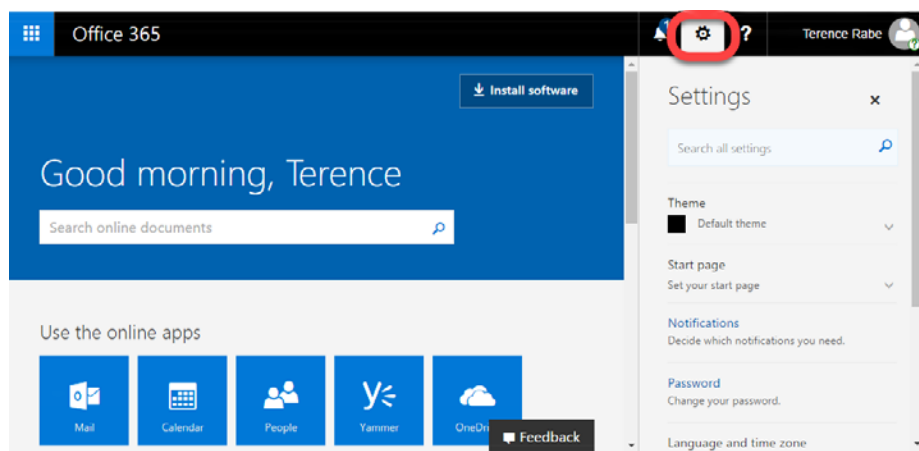 Office 365
1
?
Terence Rabe
Install software
Good morning, Terence
Search online documents
Use the online apps
Mail
Calendar
People
Yammer
OneDr
Feedback
Settings
x
Search all settings
Theme
Default theme
Start page
Set your start page
Notifications
Decide which notifications you need.
Password
Change your password.
Language and time zone